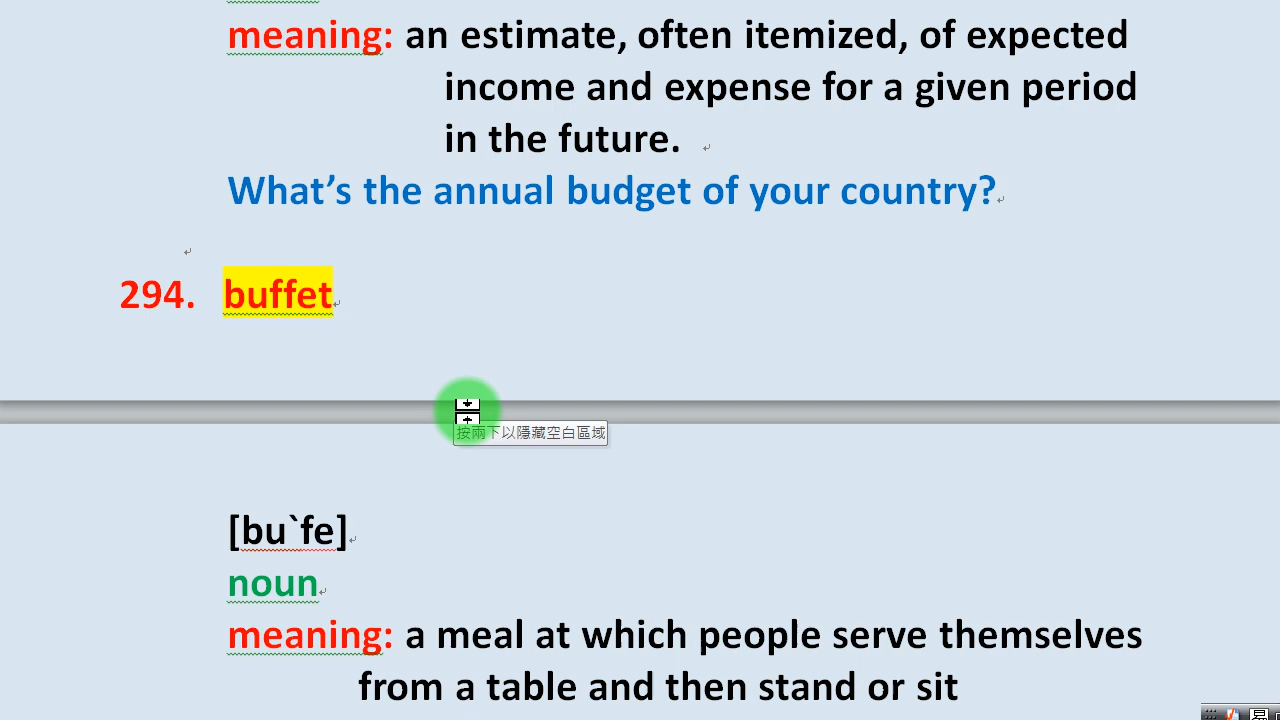 meaning: an estimate, often itemized, of expected
income and expense for a given period
in the future.
What’s the annual budget of your country?
294. buffet
按兩下以隱藏空白區域
[bu`fe]
noun
meaning: a meal at which people serve themselves
from a table and then stand or sit